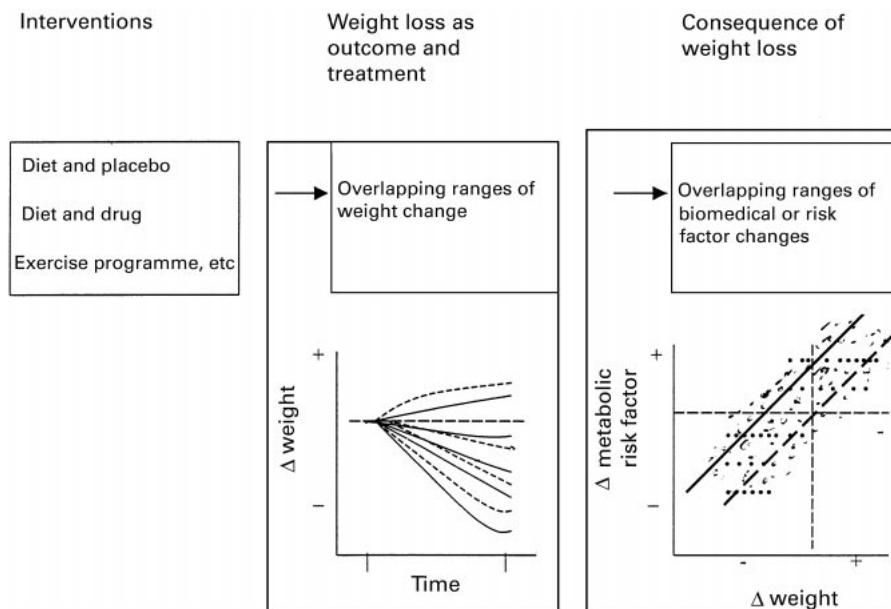 Interventions
Weight loss as
outcome and
treatment
Consequence of
weight loss
Diet and placebo
Diet and drug
Exercise programme, etc
Overlapping ranges of
weight change
Overlapping ranges of
biomedical or risk
factor changes
+
Δ weight
−
Time
+
Δ metabolic
risk factor
−
- +
Δ weight